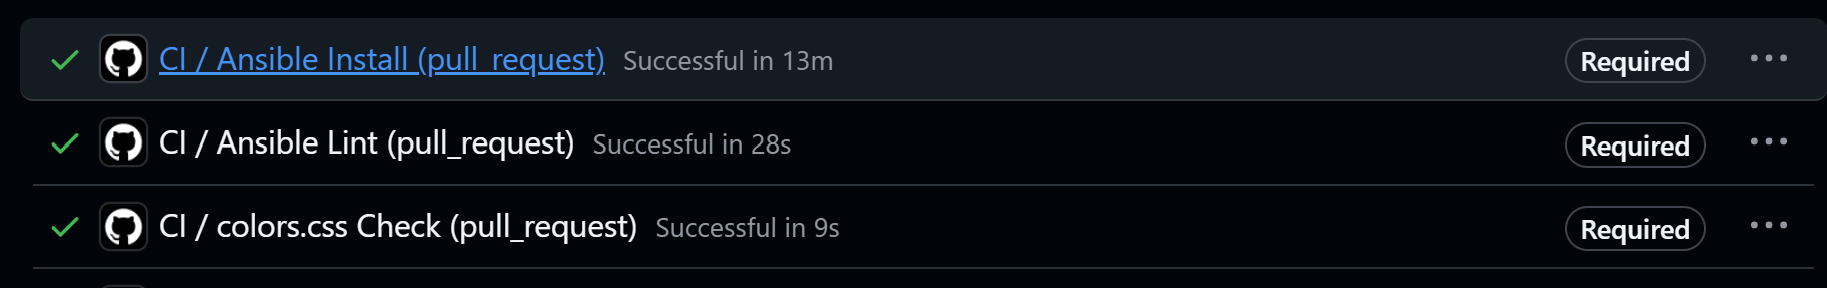 CI / Ansible Install (pull_request) Successful in 13m Required
CI / Ansible Lint (pull_request) Successful in 28s Required
CI / colors.css Check (pull_request) Successful in 9s Required